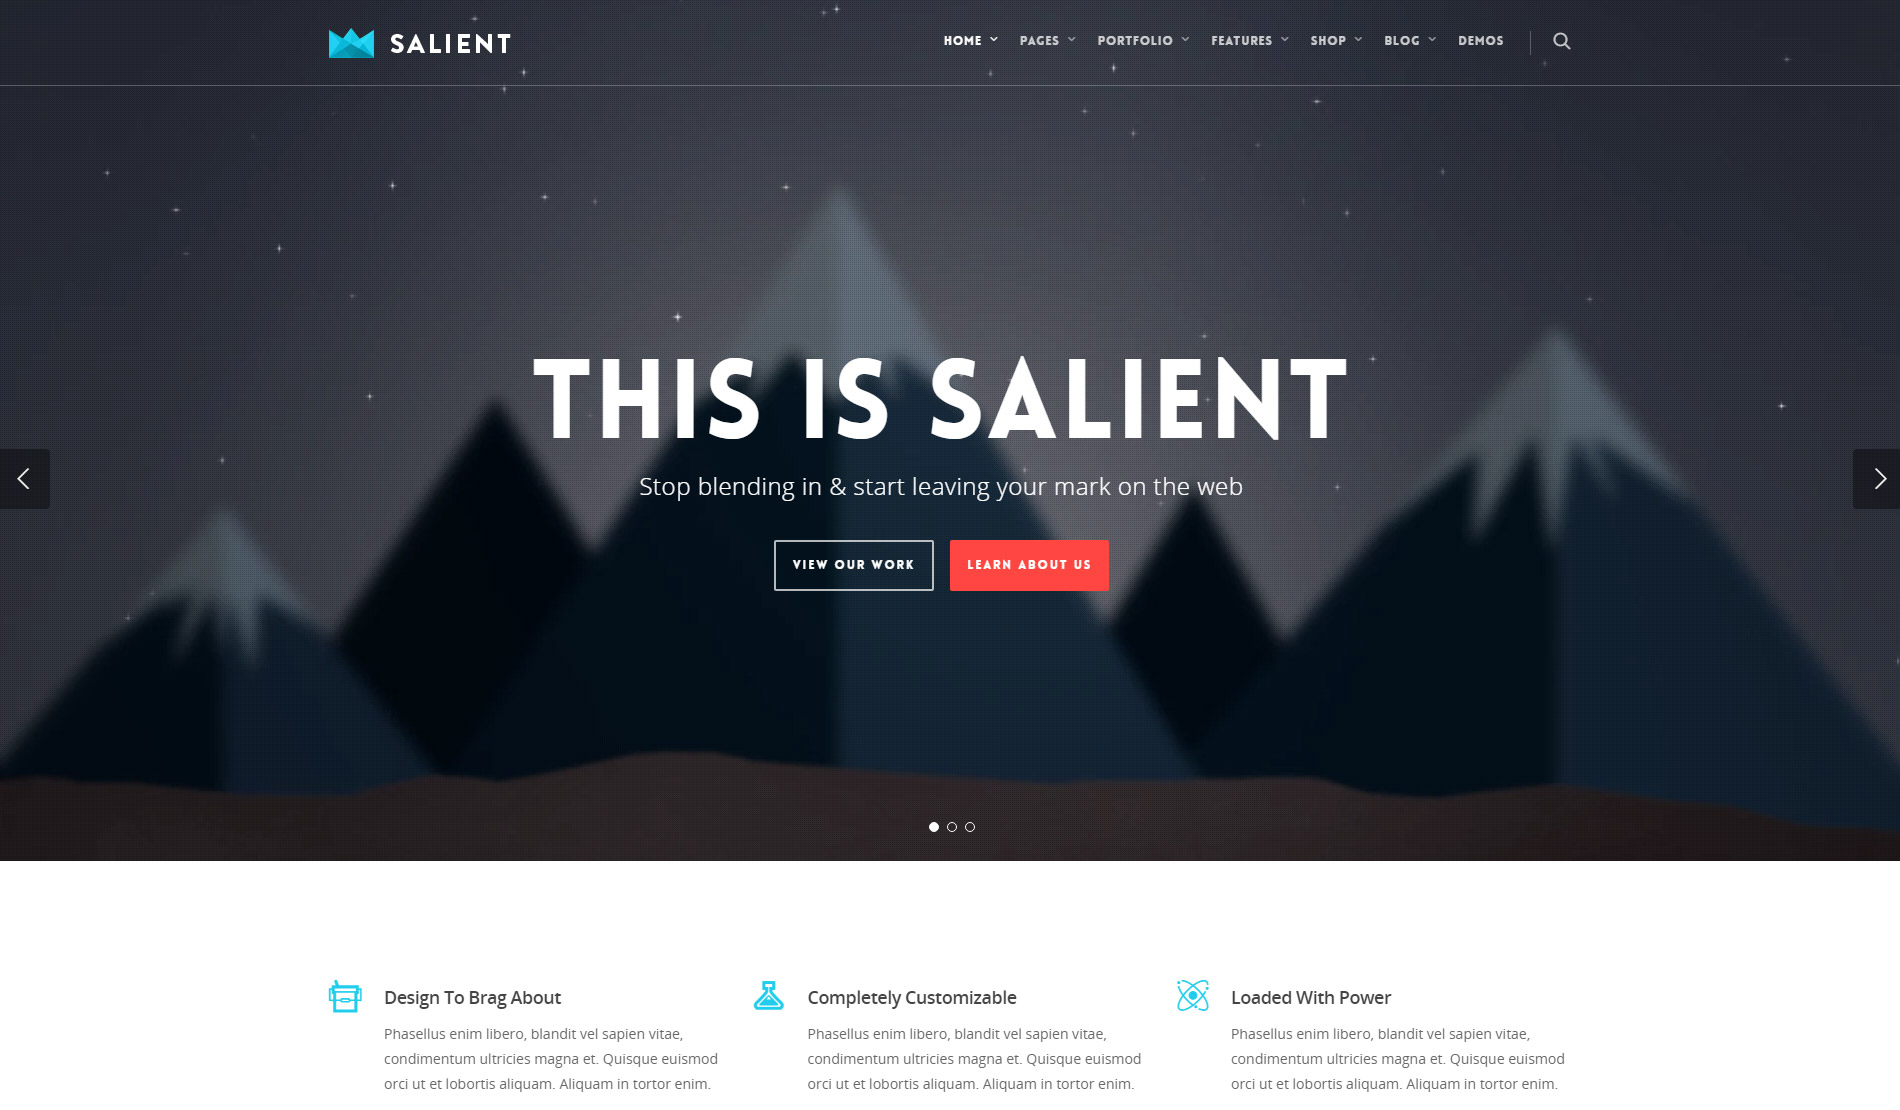 SALIENT
HOME PAGES PORTFOLIO FEATURES SHOP BLOG DEMOS
THIS IS SALIENT
Stop blending in & start leaving your mark on the web
VIEW OUR WORK LEARN ABOUT US
Design To Brag About
Phasellus enim libero, blandit vel sapien vitae,
condimentum ultricies magna et. Quisque euismod
orci ut et lobortis aliquam. Aliquam in tortor enim.
Completely Customizable
Phasellus enim libero, blandit vel sapien vitae,
condimentum ultricies magna et. Quisque euismod
orci ut et lobortis aliquam. Aliquam in tortor enim.
Loaded With Power
Phasellus enim libero, blandit vel sapien vitae,
condimentum ultricies magna et. Quisque euismod
orci ut et lobortis aliquam. Aliquam in tortor enim.